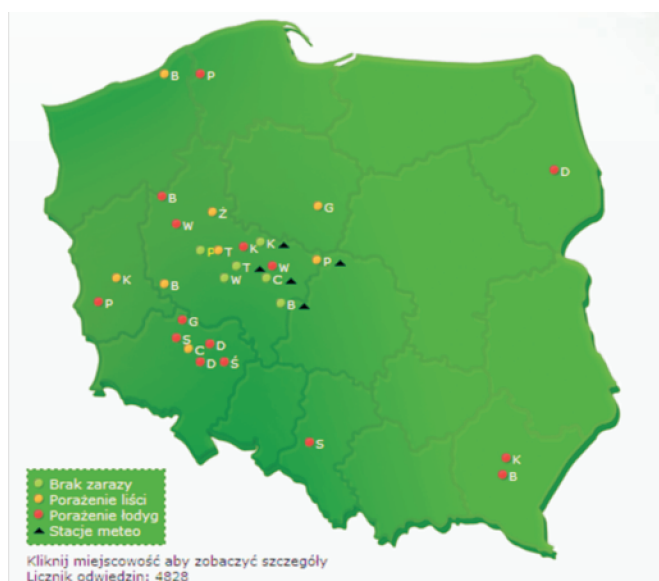 B P
D
B
Ż
G
W
P T K K
T W P
K B W C
P B
G
S C D
D Ś
S
K
B
Brak zarazy
Porażenie liści
Porażenie łodyg
Stacje meteo
Kliknij miejscowość aby zobaczyć szczegóły
Licznik odwiedzin: 4828